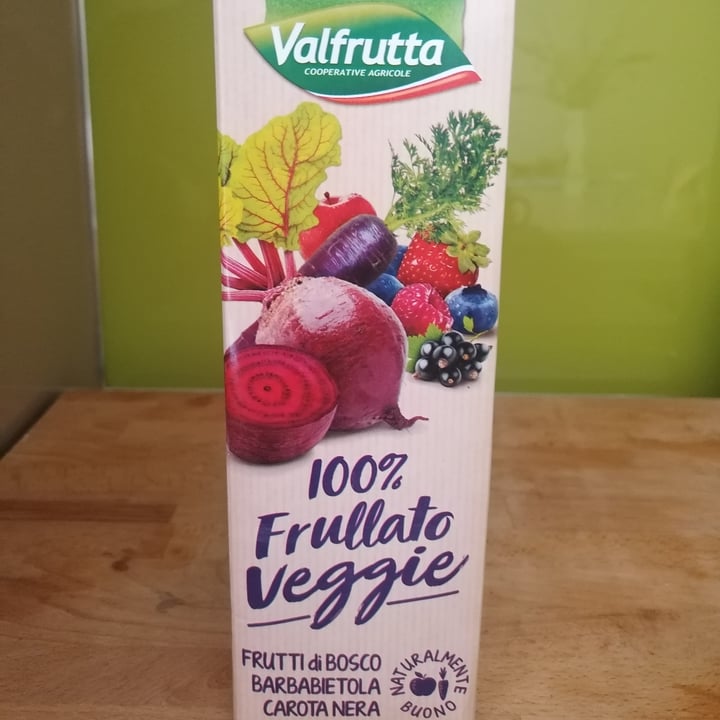 Valfrutta
COOPERATIVE AGRICOLE
100%
Frullato
Veggie
FRUTTI di BOSCO
BARBABIETOLA
CAROTA NERA
NATURALMENTE
BUONO